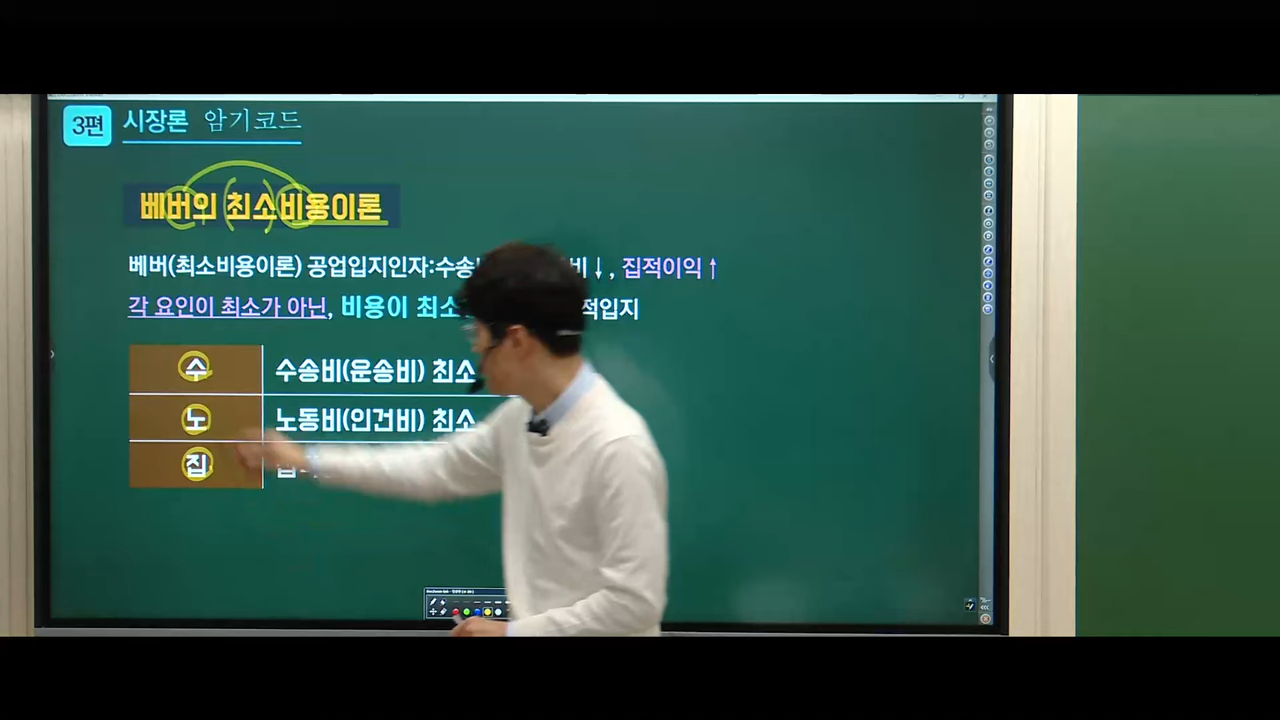 3편 시장론 암기코드
베버의 최소비용이론
베버(최소비용이론) 공업입지인자:수송 비↓, 집적이익↑
각 요인이 최소가 아닌, 비용이 최소 적입지
수 수송비(운송비) 최소
노 노동비(인건비) 최소
집